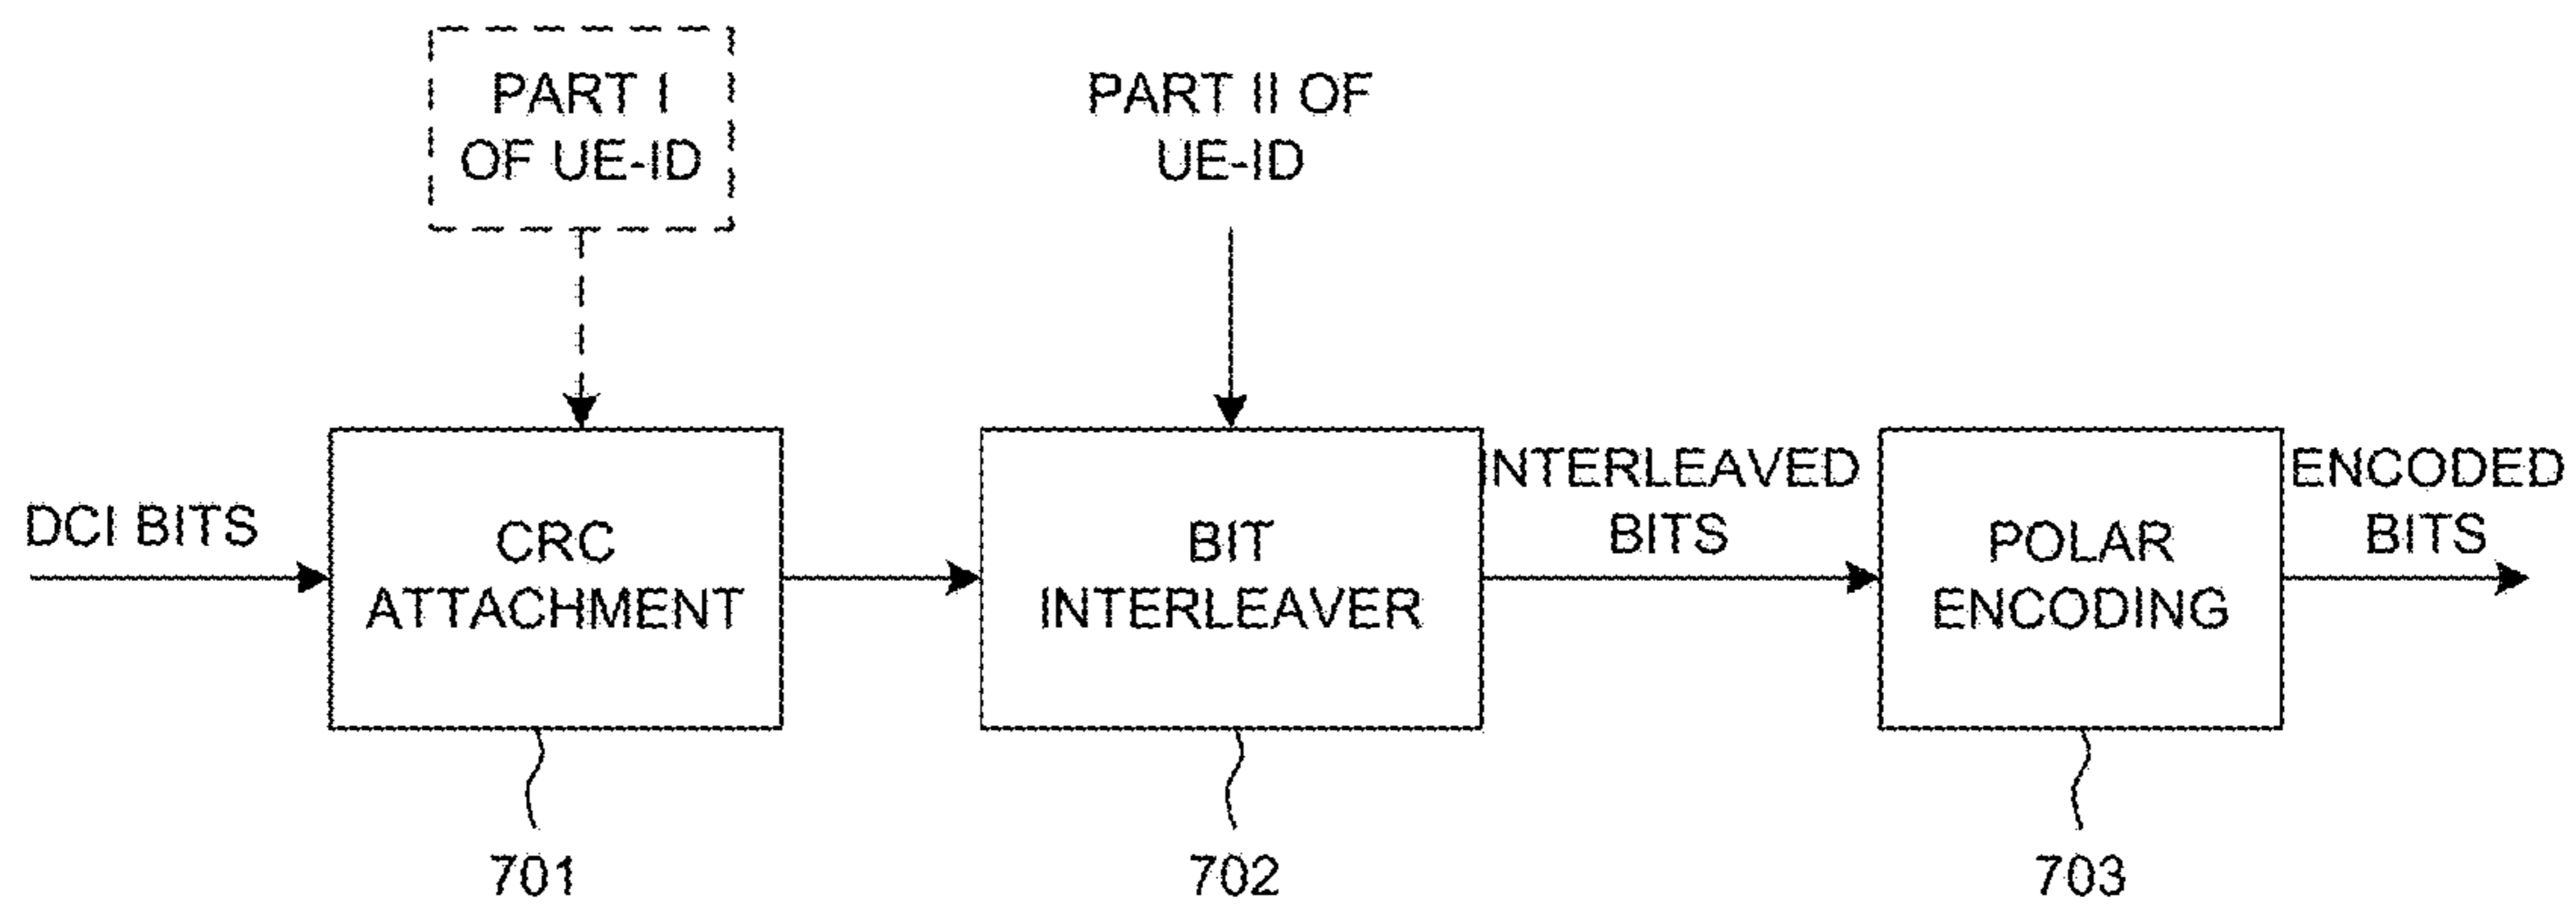 PART I
OF UE-ID
PART II OF
UE-ID
DCI BITS
CRC
ATTACHMENT
BIT
INTERLEAVER
INTERLEAVED
BITS
POLAR
ENCODING
ENCODED
BITS
701
702
703